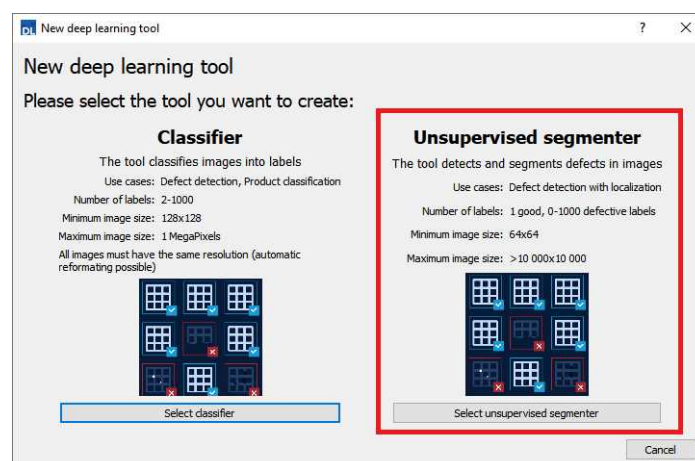 DL New deep learning tool ? ×
New deep learning tool
Please select the tool you want to create:
Classifier
The tool classifies images into labels
Use cases: Defect detection, Product classification
Number of labels: 2-1000
Minimum image size: 128x128
Maximum image size: 1 MegaPixels
All images must have the same resolution (automatic
reformating possible)
Select classifier
Unsupervised segmenter
The tool detects and segments defects in images
Use cases: Defect detection with localization
Number of labels: 1 good, 0-1000 defective labels
Minimum image size: 64x64
Maximum image size: >10 000x10 000
Select unsupervised segmenter
Cancel